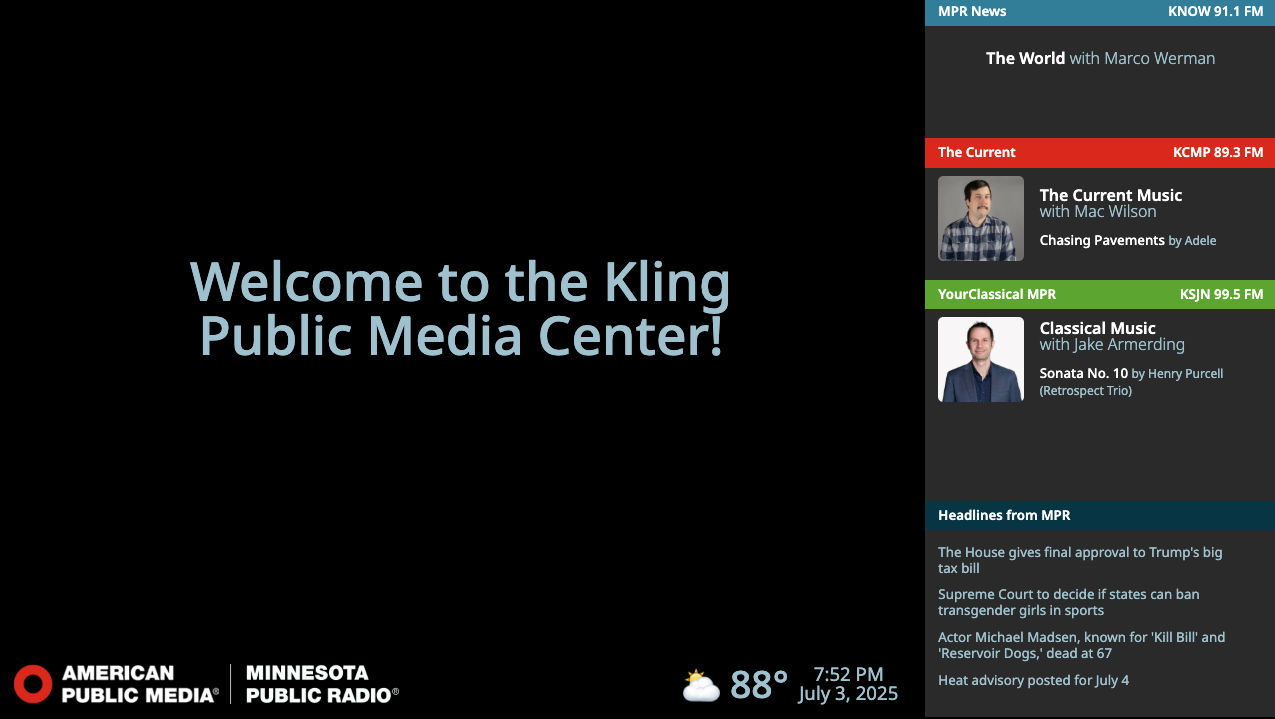 Welcome to the Kling
Public Media Center!
AMERICAN
PUBLIC MEDIA®
MINNESOTA
PUBLIC RADIO®
88°
7:52 PM
July 3, 2025
MPR News KNOW 91.1 FM
The World with Marco Werman
The Current KCMP 89.3 FM
The Current Music
with Mac Wilson
Chasing Pavements by Adele
YourClassical MPR KSJN 99.5 FM
Classical Music
with Jake Armerding
Sonata No. 10 by Henry Purcell
(Retrospect Trio)
Headlines from MPR
The House gives final approval to Trump's big
tax bill
Supreme Court to decide if states can ban
transgender girls in sports
Actor Michael Madsen, known for 'Kill Bill' and
'Reservoir Dogs,' dead at 67
Heat advisory posted for July 4